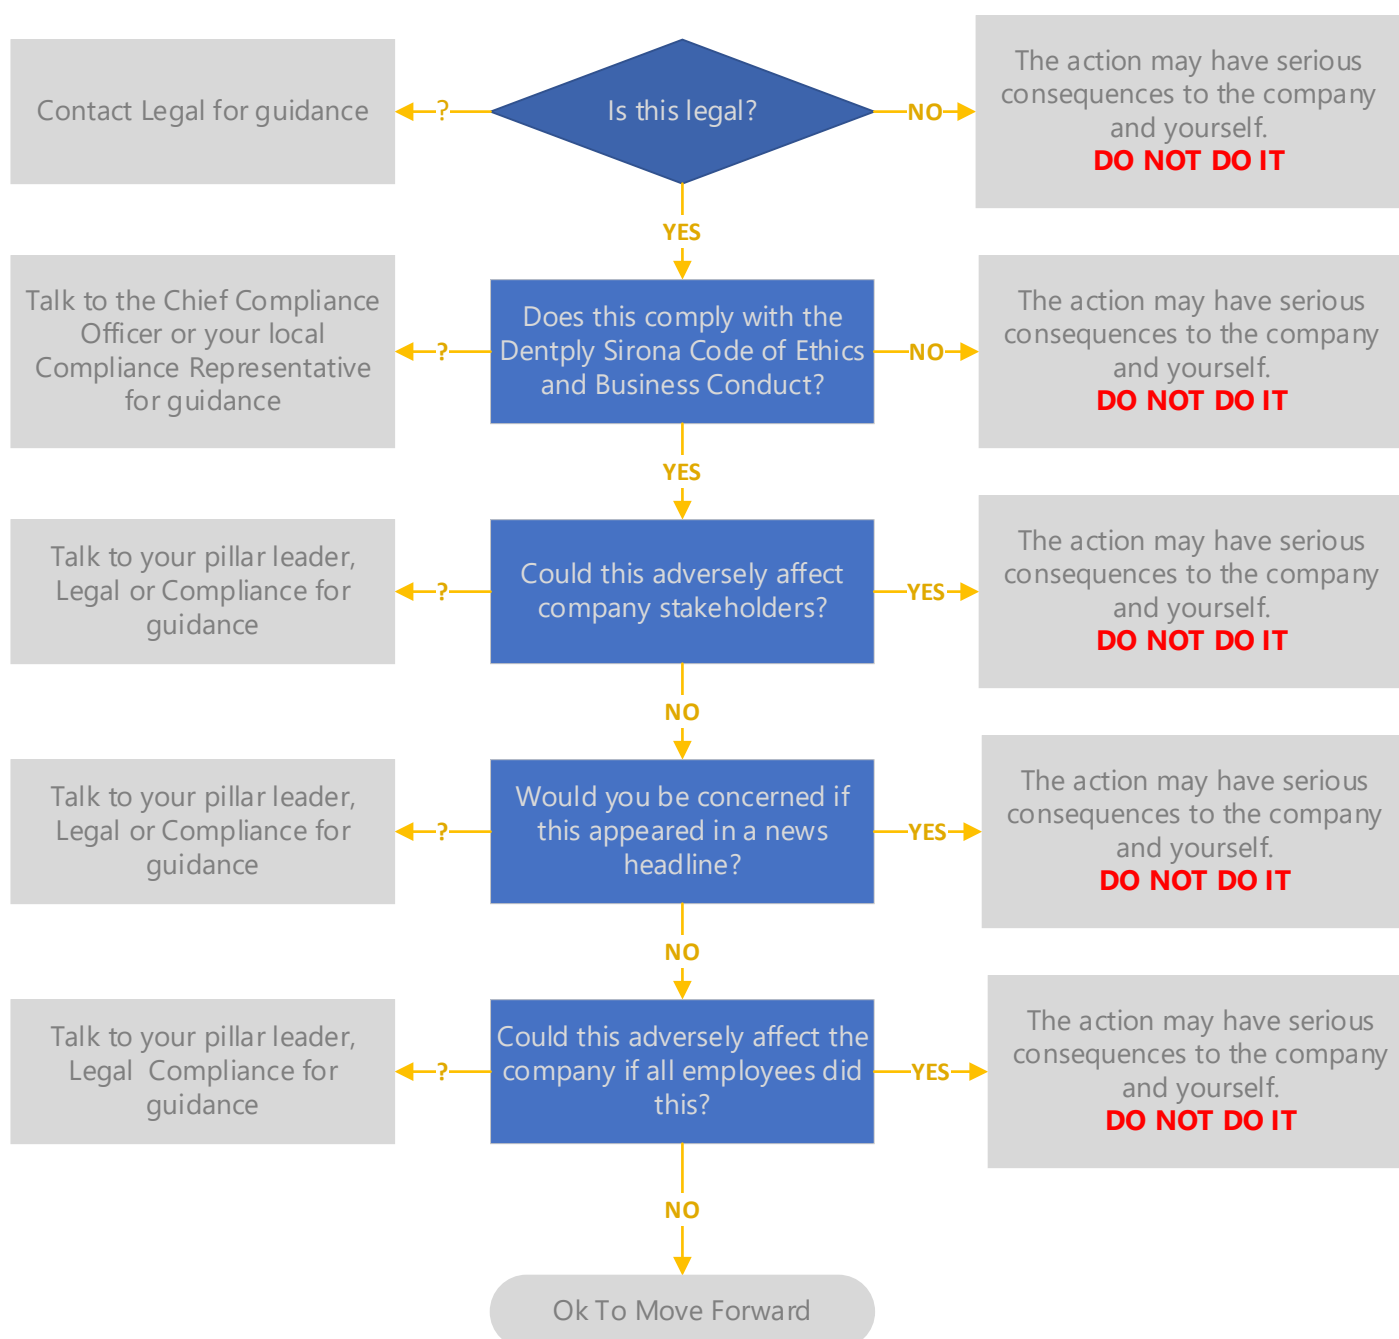 Contact Legal for guidance
?
Is this legal?
NO
The action may have serious
consequences to the company
and yourself.
DO NOT DO IT
YES
Talk to the Chief Compliance
Officer or your local
Compliance Representative
for guidance
?
Does this comply with the
Dentply Sirona Code of Ethics
and Business Conduct?
NO
The action may have serious
consequences to the company
and yourself.
DO NOT DO IT
YES
Talk to your pillar leader,
Legal or Compliance for
guidance
?
Could this adversely affect
company stakeholders?
YES
The action may have serious
consequences to the company
and yourself.
DO NOT DO IT
NO
Talk to your pillar leader,
Legal or Compliance for
guidance
?
Would you be concerned if
this appeared in a news
headline?
YES
The action may have serious
consequences to the company
and yourself.
DO NOT DO IT
NO
Talk to your pillar leader,
Legal  Compliance for
guidance
?
Could this adversely affect the
company if all employees did
this?
YES
The action may have serious
consequences to the company
and yourself.
DO NOT DO IT
NO
Ok To Move Forward